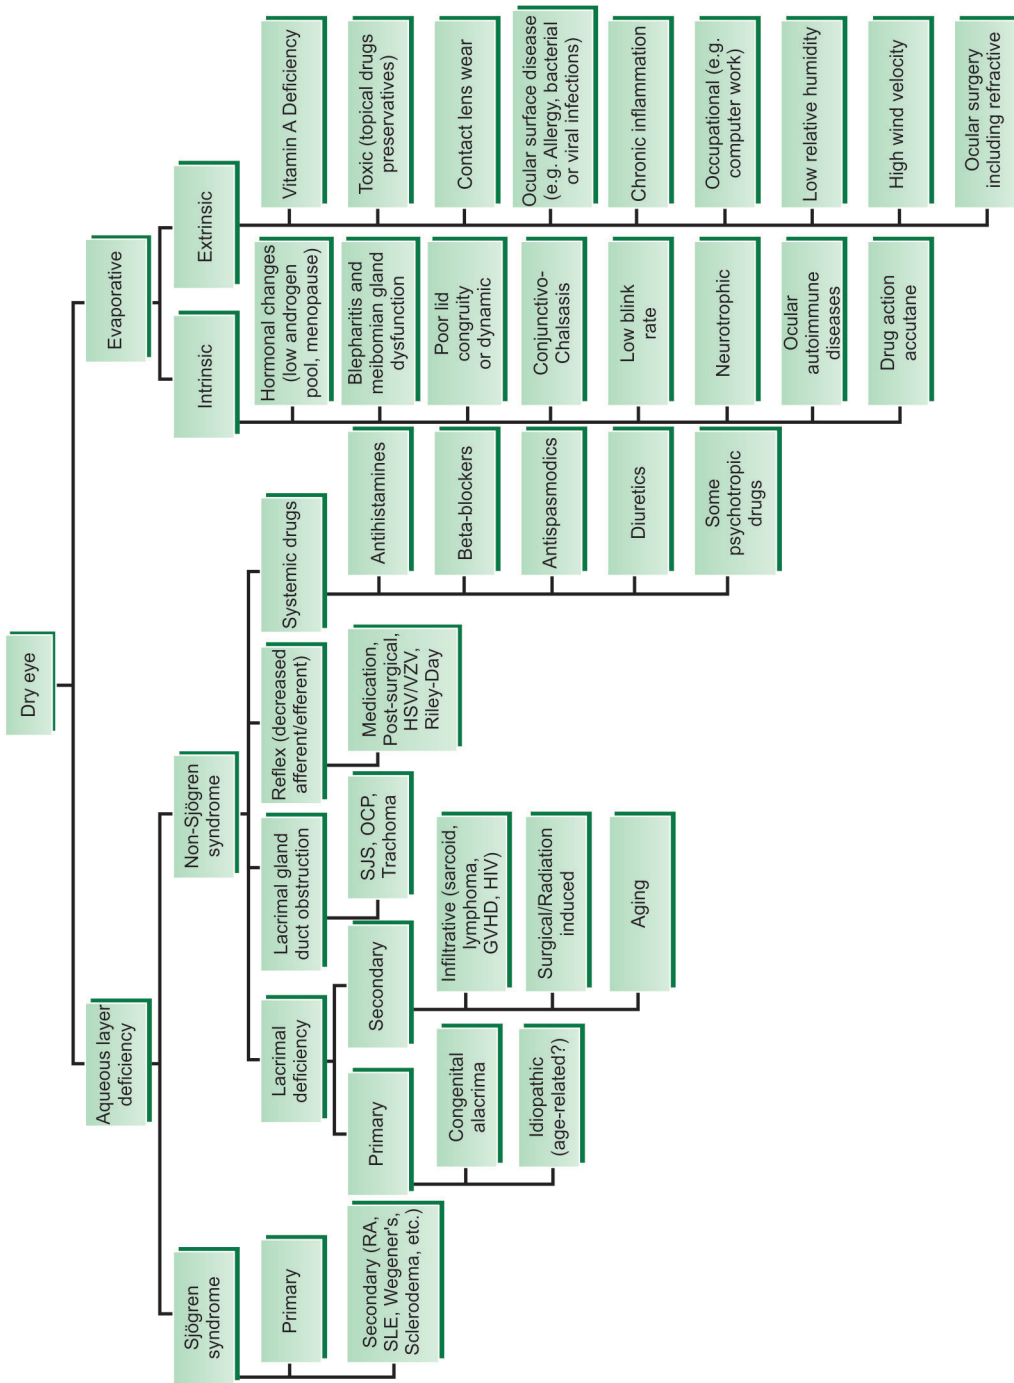 Dry eye
Aqueous layer
deficiency
Evaporative
Sjögren
syndrome
Non-Sjögren
syndrome
Intrinsic
Extrinsic
Primary
Secondary (RA,
SLE, Wegener's,
Sclerodema, etc.)
Lacrimal
deficiency
Lacrimal gland
duct obstruction
Reflex (decreased
afferent/efferent)
Systemic drugs
Primary
Secondary
SJS, OCP,
Trachoma
Medication,
Post-surgical,
HSV/VZV,
Riley-Day
Congenital
alacrima
Idiopathic
(age-related?)
Infiltrative (sarcoid,
lymphoma,
GVHD, HIV)
Surgical/Radiation
induced
Aging
Antihistamines
Beta-blockers
Antispasmodics
Diuretics
Some
psychotropic
drugs
Hormonal changes
(low androgen
pool, menopause)
Blepharitis and
meibomian gland
dysfunction
Poor lid
congruity
or dynamic
Conjunctivo-
Chalsasis
Low blink
rate
Neurotrophic
Ocular
autoimmune
diseases
Drug action
accutane
Vitamin A Deficiency
Toxic (topical drugs
preservatives)
Contact lens wear
Ocular surface disease
(e.g. Allergy, bacterial
or viral infections)
Chronic inflammation
Occupational (e.g.
computer work)
Low relative humidity
High wind velocity
Ocular surgery
including refractive